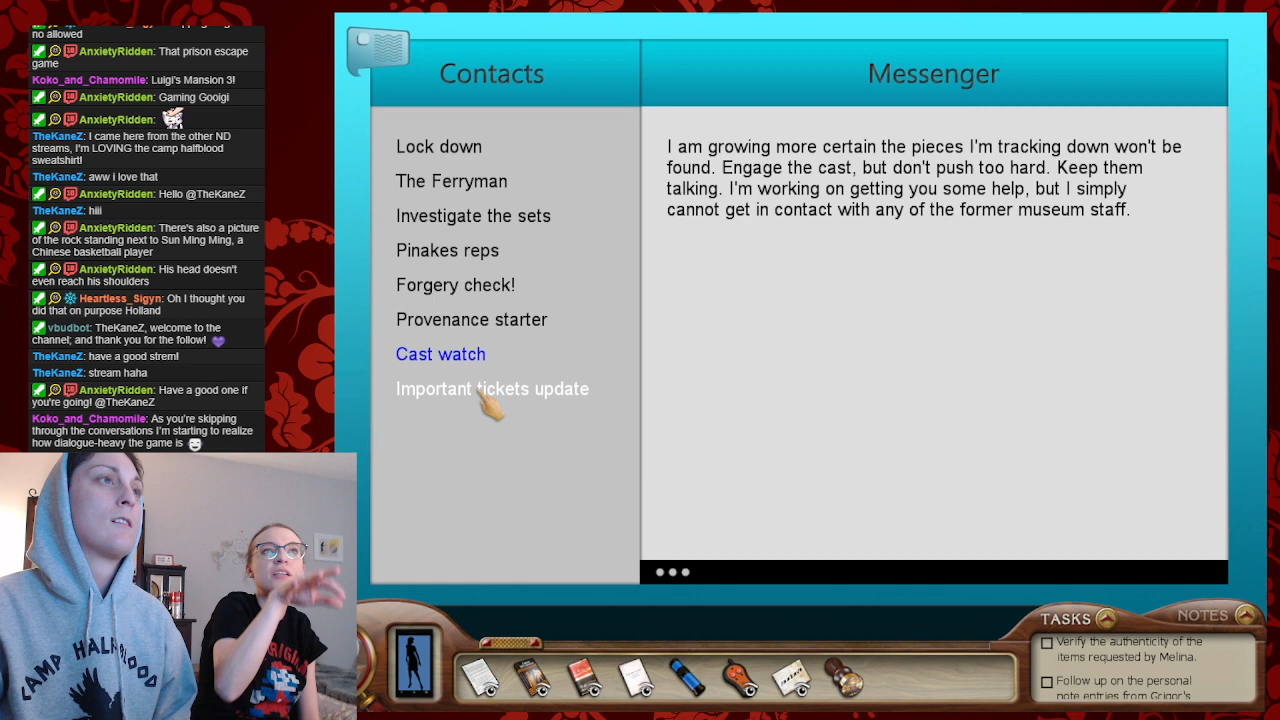 no allowed
AnxietyRidden: That prison escape
game
Koko_and_Chamomile: Luigi's Mansion 3!
AnxietyRidden: Gaming Gooigi
AnxietyRidden:
TheKaneZ: I came here from the other ND
streams, I'm LOVING the camp halfblood
sweatshirt!
TheKaneZ: aww i love that
AnxietyRidden: Hello @TheKaneZ
TheKaneZ: hiii
AnxietyRidden: There's also a picture
of the rock standing next to Sun Ming Ming, a
Chinese basketball player
AnxietyRidden: His head doesn't
even reach his shoulders
Heartless_Sigyn: Oh I thought you
did that on purpose Holland
vbudbot: TheKaneZ, welcome to the
channel; and thank you for the follow!
TheKaneZ: have a good strem!
TheKaneZ: stream haha
AnxietyRidden: Have a good one if
you're going! @TheKaneZ
Koko_and_Chamomile: As you're skipping
through the conversations I'm starting to realize
how dialogue-heavy the game is
Contacts
Lock down
The Ferryman
Investigate the sets
Pinakes reps
Forgery check!
Provenance starter
Cast watch
Important tickets update
Messenger
I am growing more certain the pieces I'm tracking down won't be
found. Engage the cast, but don't push too hard. Keep them
talking. I'm working on getting you some help, but I simply
cannot get in contact with any of the former museum staff.
CAMP HALF BLOOD
TASKS
NOTES
Verify the authenticity of the
items requested by Melina.
Follow up on the personal
note entries from Grigor's